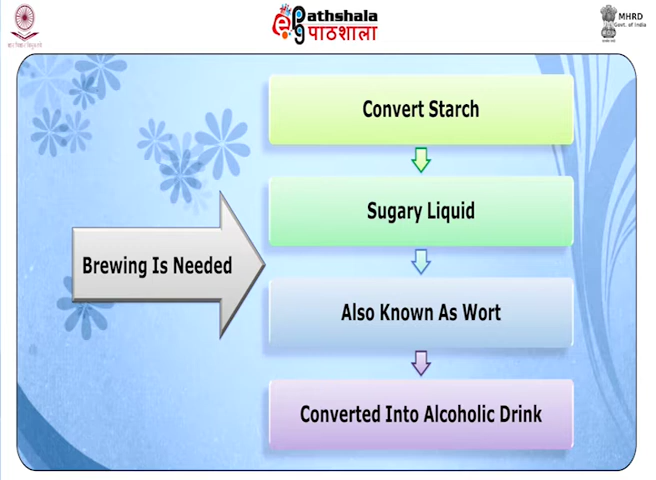 ePathshala
पाठशाला
MHRD
Govt. of India
Convert Starch
Sugary Liquid
Brewing Is Needed
Also Known As Wort
Converted Into Alcoholic Drink